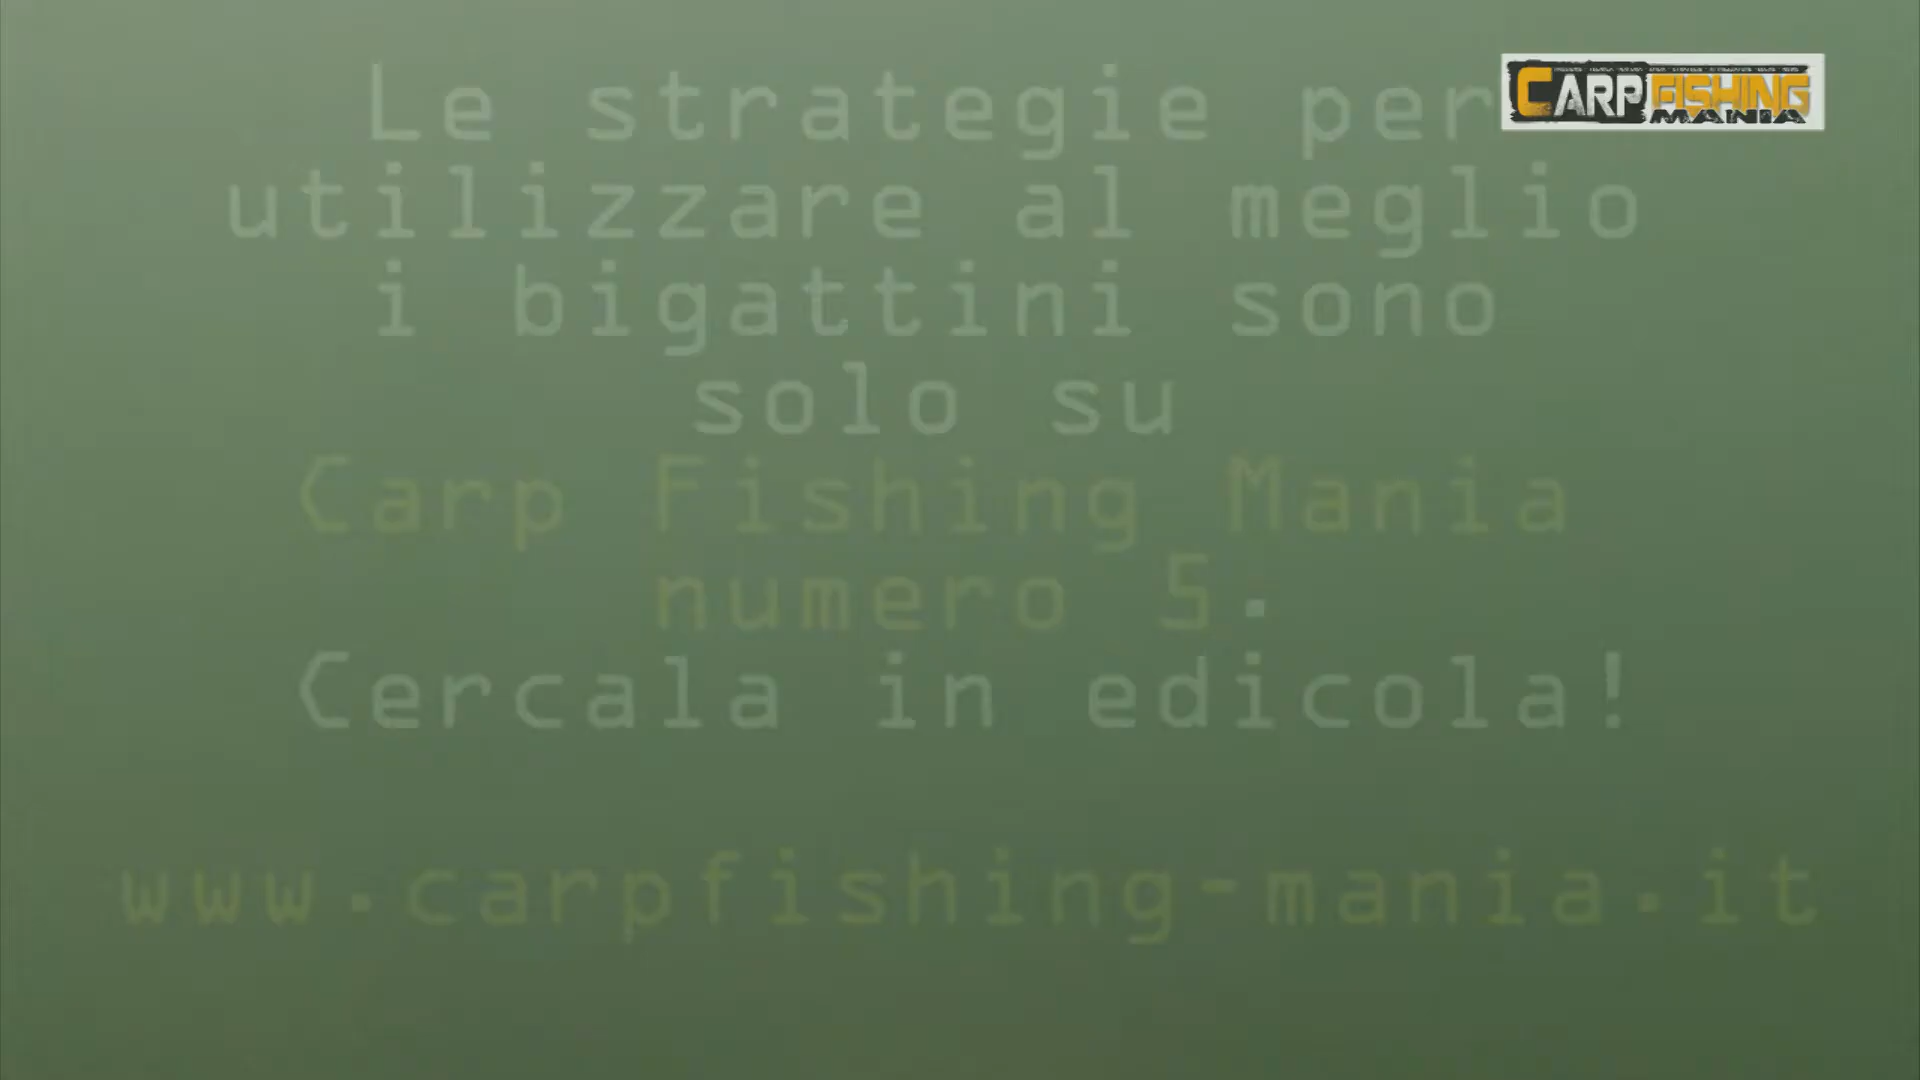 Le strategie per
utilizzare al meglio
i bigattini sono
solo su
Carp Fishing Mania
numero 5.
Cercala in edicola!
www.carpfishing-mania.it
CARP FISHING
MANIA